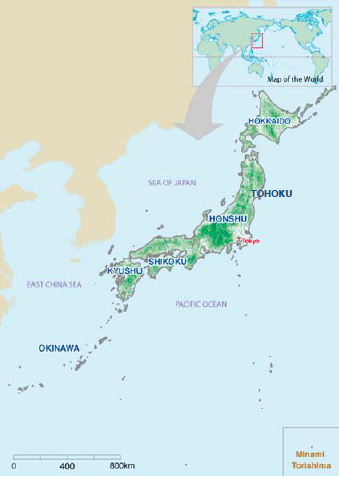 Map of the World
HOKKAIDO
SEA OF JAPAN
TOHOKU
HONSHU
Tokyo
SHIKOKU
KYUSHU
EAST CHINA SEA
PACIFIC OCEAN
OKINAWA
Minami
Torishima
0 400 800km